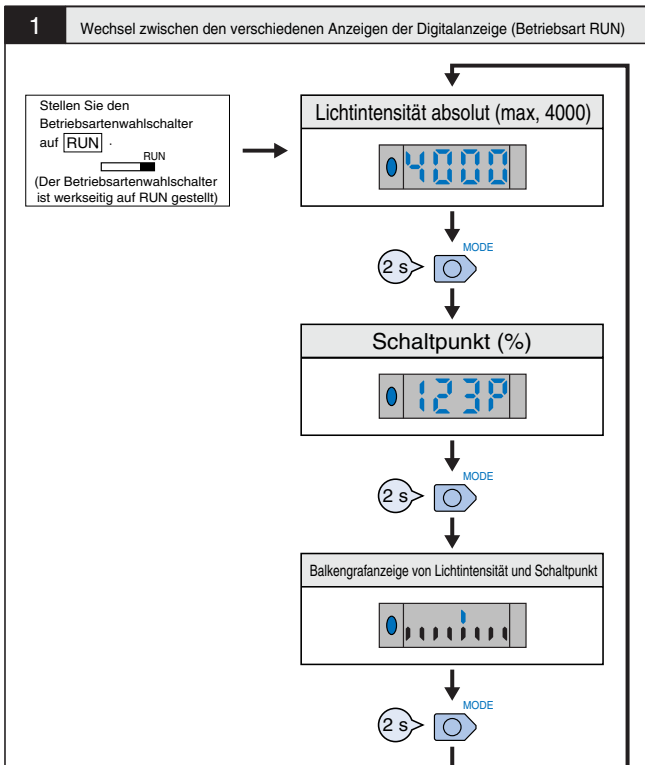 1
Wechsel zwischen den verschiedenen Anzeigen der Digitalanzeige (Betriebsart RUN)
Stellen Sie den
Betriebsartenwahlschalter
auf RUN .
RUN
(Der Betriebsartenwahlschalter
ist werkseitig auf RUN gestellt)
Lichtintensität absolut (max, 4000)
4000
MODE
2 s
Schaltpunkt (%)
123P
MODE
2 s
Balkengrafanzeige von Lichtintensität und Schaltpunkt
MODE
2 s